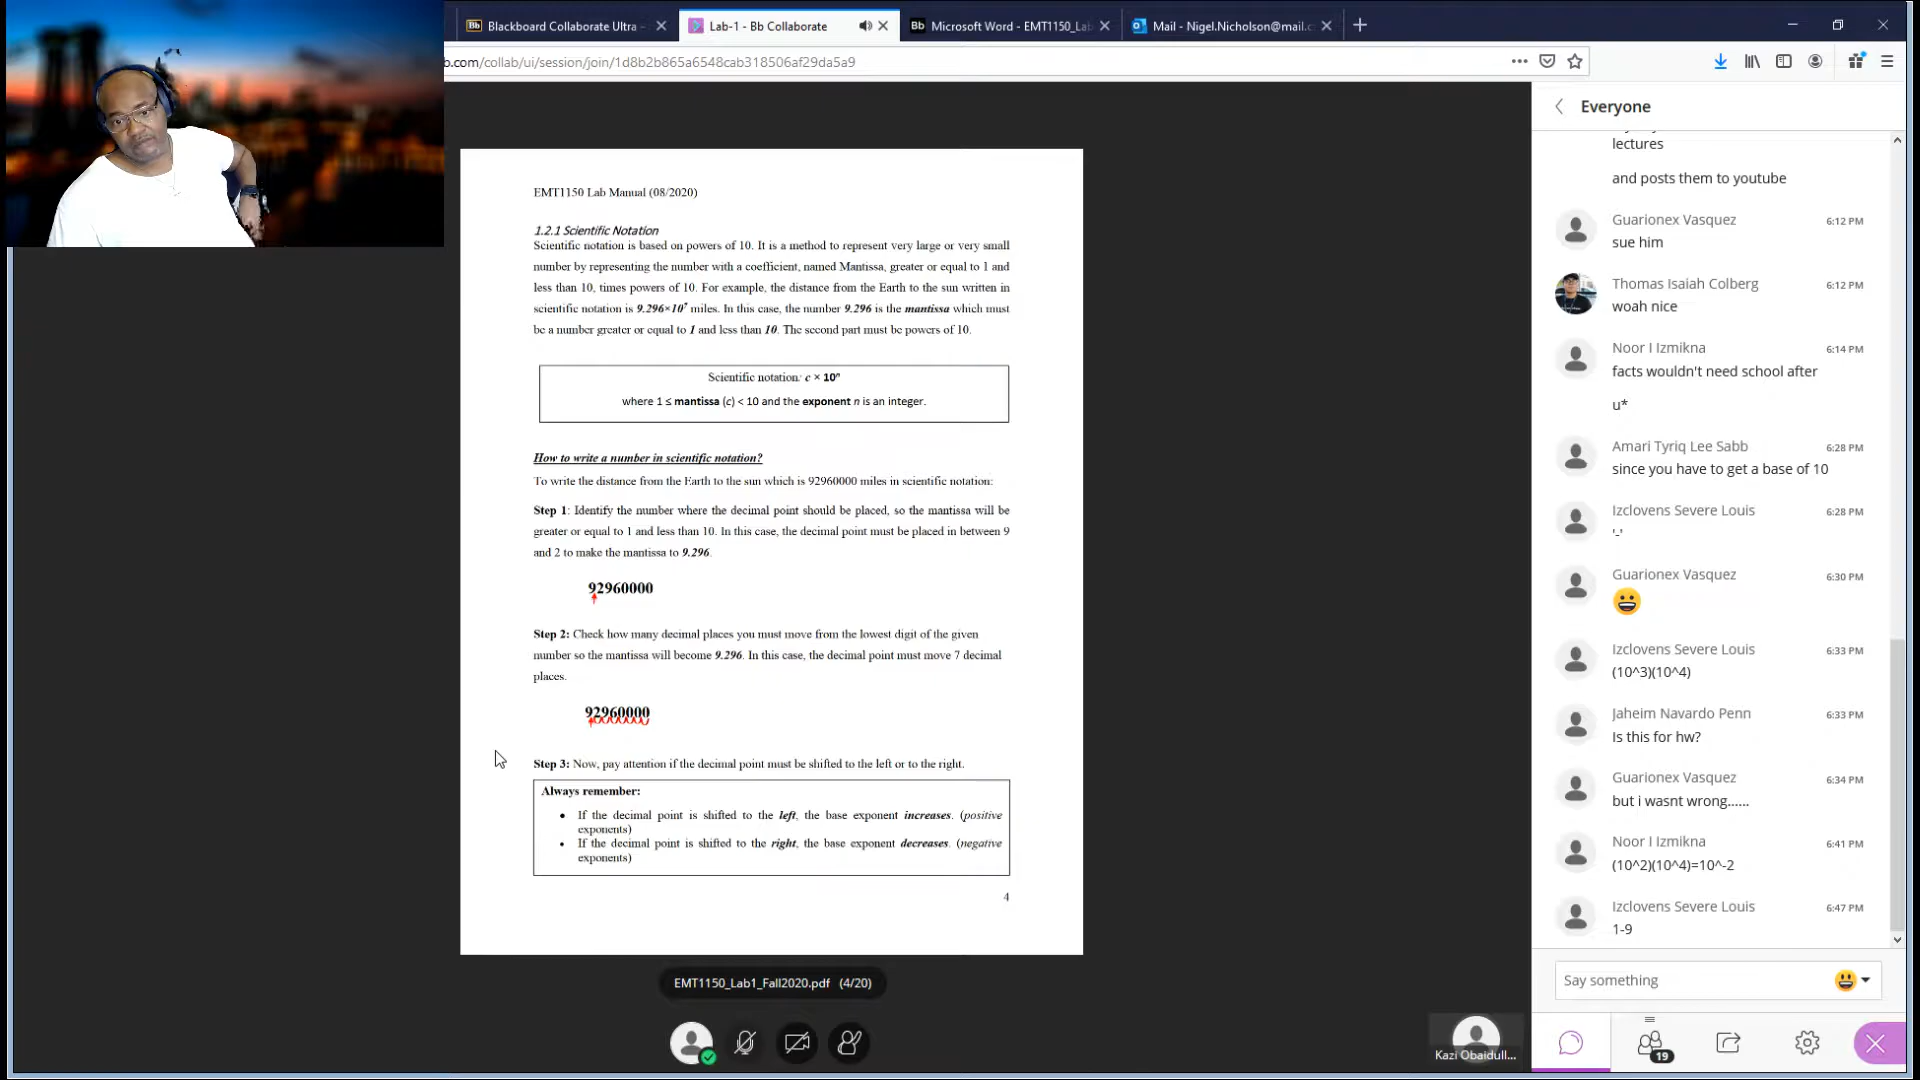 Blackboard Collaborate Ultra –
Lab-1 - Bb Collaborate
Microsoft Word - EMT1150_La
Mail - Nigel.Nicholson@mail.c
b.com/collab/ui/session/join/1d8b2b865a6548cab318506af29da5a9
EMT1150 Lab Manual (08/2020)
1.2.1 Scientific Notation
Scientific notation is based on powers of 10. It is a method to represent very large or very small
number by representing the number with a coefficient, named Mantissa, greater or equal to 1 and
less than 10, times powers of 10. For example, the distance from the Earth to the sun written in
scientific notation is 9.296×10⁷ miles. In this case, the number 9.296 is the mantissa which must
be a number greater or equal to 1 and less than 10. The second part must be powers of 10.
Scientific notation: c × 10ⁿ
where 1 ≤ mantissa (c) < 10 and the exponent n is an integer.
How to write a number in scientific notation?
To write the distance from the Earth to the sun which is 92960000 miles in scientific notation:
Step 1: Identify the number where the decimal point should be placed, so the mantissa will be
greater or equal to 1 and less than 10. In this case, the decimal point must be placed in between 9
and 2 to make the mantissa to 9.296.
92960000
Step 2: Check how many decimal places you must move from the lowest digit of the given
number so the mantissa will become 9.296. In this case, the decimal point must move 7 decimal
places.
92960000
Step 3: Now, pay attention if the decimal point must be shifted to the left or to the right.
Always remember:
• If the decimal point is shifted to the left, the base exponent increases. (positive
exponents)
• If the decimal point is shifted to the right, the base exponent decreases. (negative
exponents)
4
EMT1150_Lab1_Fall2020.pdf (4/20)
Kazi Obaidull...
Everyone
lectures
and posts them to youtube
Guarionex Vasquez 6:12 PM
sue him
Thomas Isaiah Colberg 6:12 PM
woah nice
Noor I Izmikna 6:14 PM
facts wouldn't need school after
u*
Amari Tyriq Lee Sabb 6:28 PM
since you have to get a base of 10
Izclovens Severe Louis 6:28 PM
'-'
Guarionex Vasquez 6:30 PM
Izclovens Severe Louis 6:33 PM
(10^3)(10^4)
Jaheim Navardo Penn 6:33 PM
Is this for hw?
Guarionex Vasquez 6:34 PM
but i wasnt wrong......
Noor I Izmikna 6:41 PM
(10^2)(10^4)=10^-2
Izclovens Severe Louis 6:47 PM
1-9
Say something
19